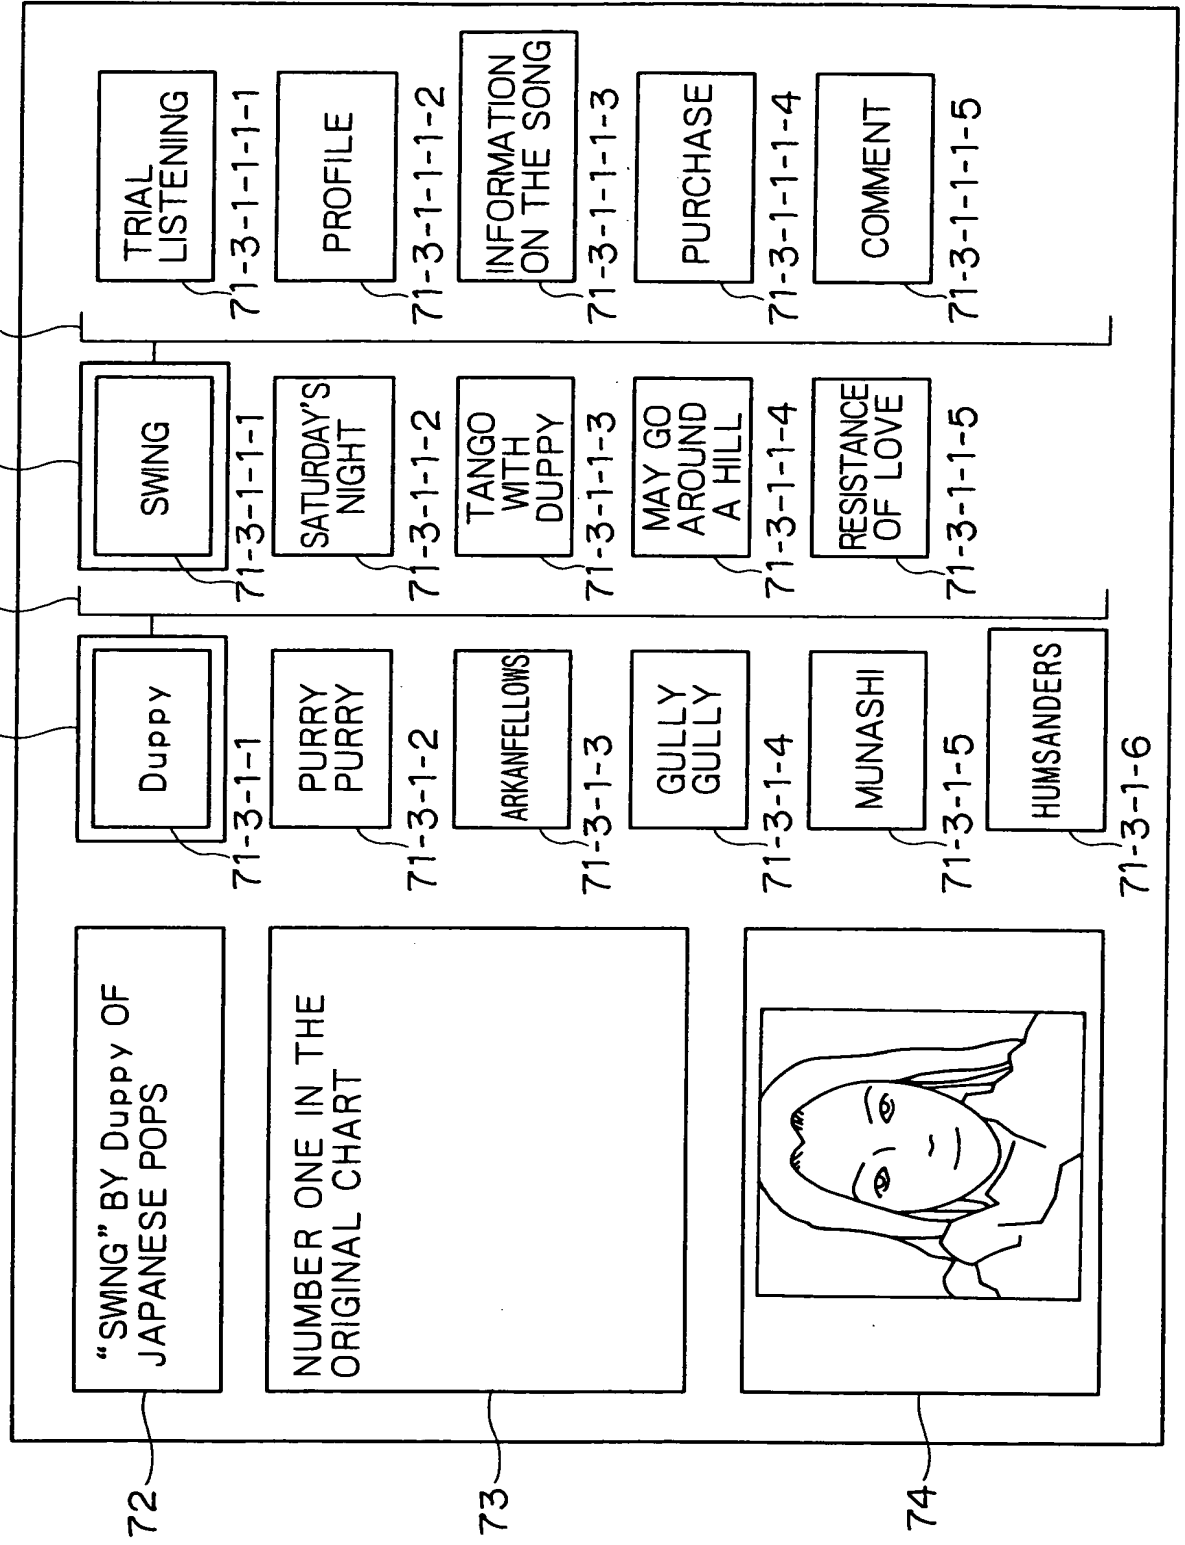 72
“SWING” BY Duppy OF
JAPANESE POPS
73
NUMBER ONE IN THE
ORIGINAL CHART
74
Duppy
71-3-1-1
PURRY
PURRY
71-3-1-2
ARKANFELLOWS
71-3-1-3
GULLY
GULLY
71-3-1-4
MUNASHI
71-3-1-5
HUMSANDERS
71-3-1-6
SWING
71-3-1-1-1
SATURDAY'S
NIGHT
71-3-1-1-2
TANGO
WITH
DUPPY
71-3-1-1-3
MAY GO
AROUND
A HILL
71-3-1-1-4
RESISTANCE
OF LOVE
71-3-1-1-5
TRIAL
LISTENING
71-3-1-1-1-1
PROFILE
71-3-1-1-1-2
INFORMATION
ON THE SONG
71-3-1-1-1-3
PURCHASE
71-3-1-1-1-4
COMMENT
71-3-1-1-1-5